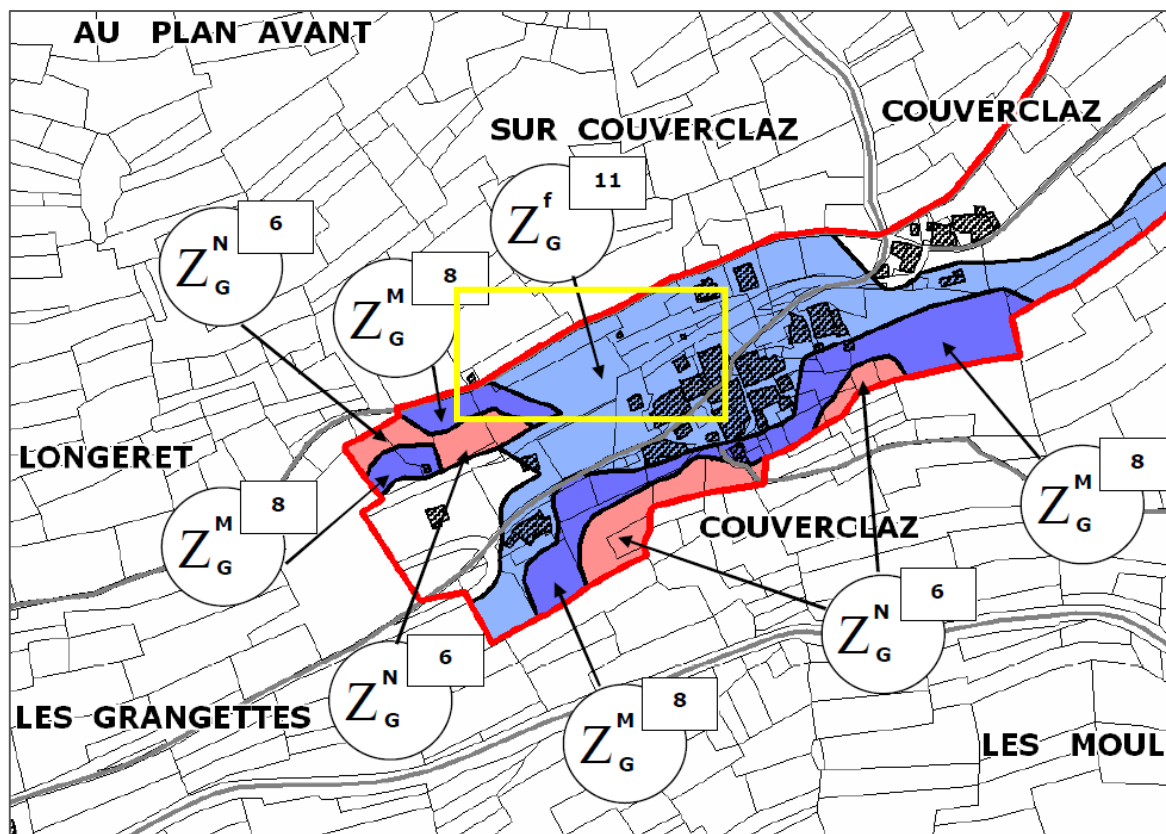 AU PLAN AVANT
COUVERCLAZ
SUR COUVERCLAZ
Z f G 11
Z N G 6
Z M G 8
LONGERET
Z M G 8
Z M G 8
COUVERCLAZ
Z N G 6
Z N G 6
LES GRANGETTES
Z M G 8
LES MOUL